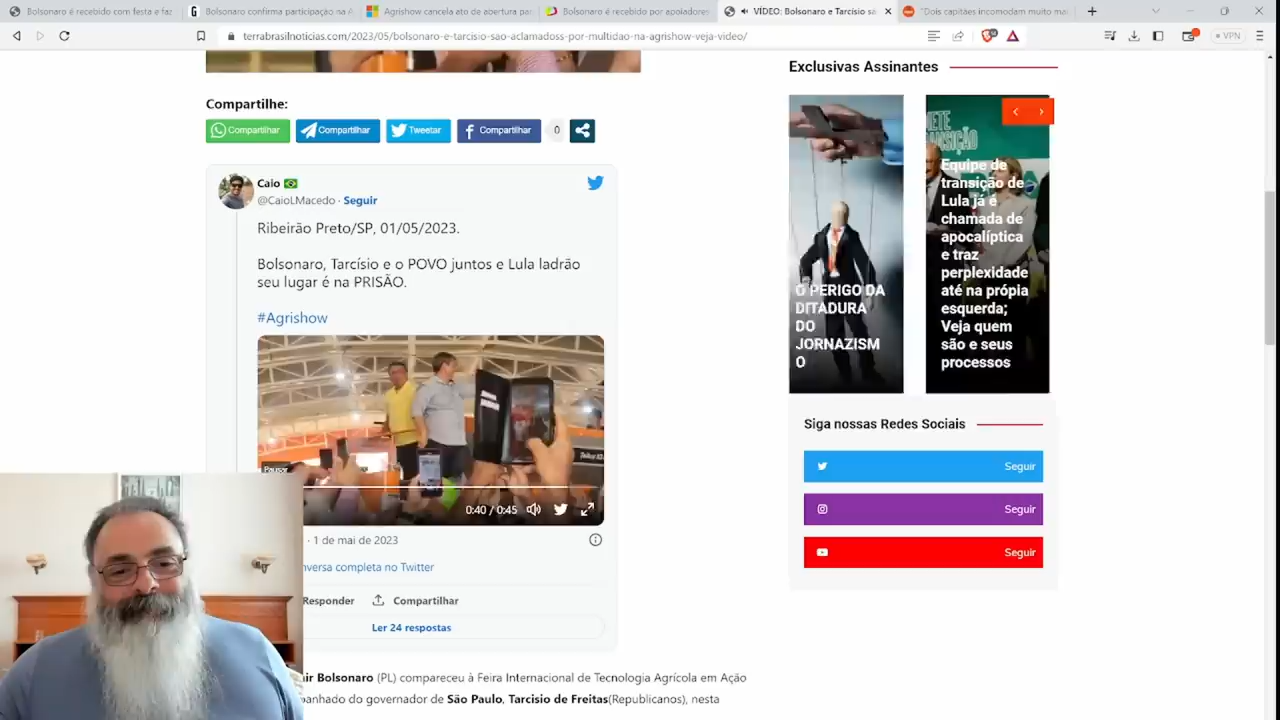 Bolsonaro é recebido com festa e faz
Bolsonaro confirma participação na A
Agrishow cancela ato de abertura pa
Bolsonaro é recebido por apoiadores
VÍDEO: Bolsonaro e Tarcísio sã
"Dois capitães incomodam muito ma
terrabrasilnoticias.com/2023/05/bolsonaro-e-tarcisio-sao-aclamadoss-por-multidao-na-agrishow-veja-video/
VPN
Compartilhe:
Compartilhar
Compartilhar
Tweetar
Compartilhar
0
Caio
@CaioLMacedo · Seguir
Ribeirão Preto/SP, 01/05/2023.
Bolsonaro, Tarcísio e o POVO juntos e Lula ladrão
seu lugar é na PRISÃO.
#Agrishow
Pausar
0:40 / 0:45
· 1 de mai de 2023
nversa completa no Twitter
Responder
Compartilhar
Ler 24 respostas
ir Bolsonaro (PL) compareceu à Feira Internacional de Tecnologia Agrícola em Ação
panhado do governador de São Paulo, Tarcisio de Freitas(Republicanos), nesta
Exclusivas Assinantes
O PERIGO DA
DITADURA
DO
JORNAZISM
O
Equipe de
transição de
Lula já é
chamada de
apocalíptica
e traz
perplexidade
até na própia
esquerda;
Veja quem
são e seus
processos
Siga nossas Redes Sociais
Seguir
Seguir
Seguir